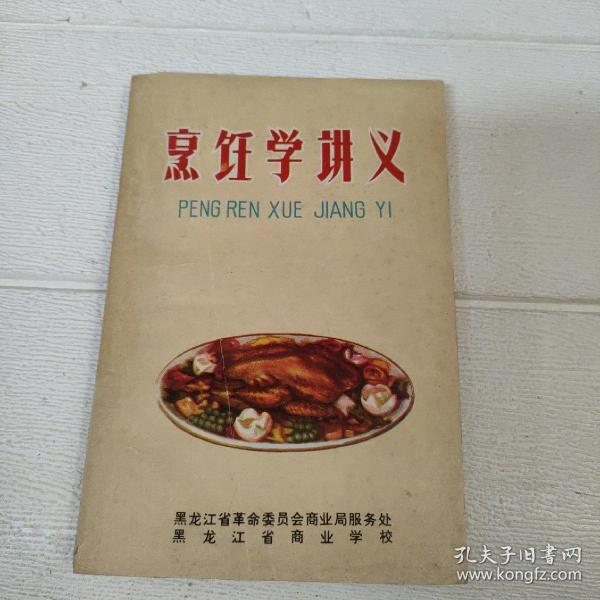 烹饪学讲义
PENG REN XUE JIANG YI
黑龙江省革命委员会商业局服务处
黑龙江省商业学校
孔夫子旧书网
www.kongfz.com